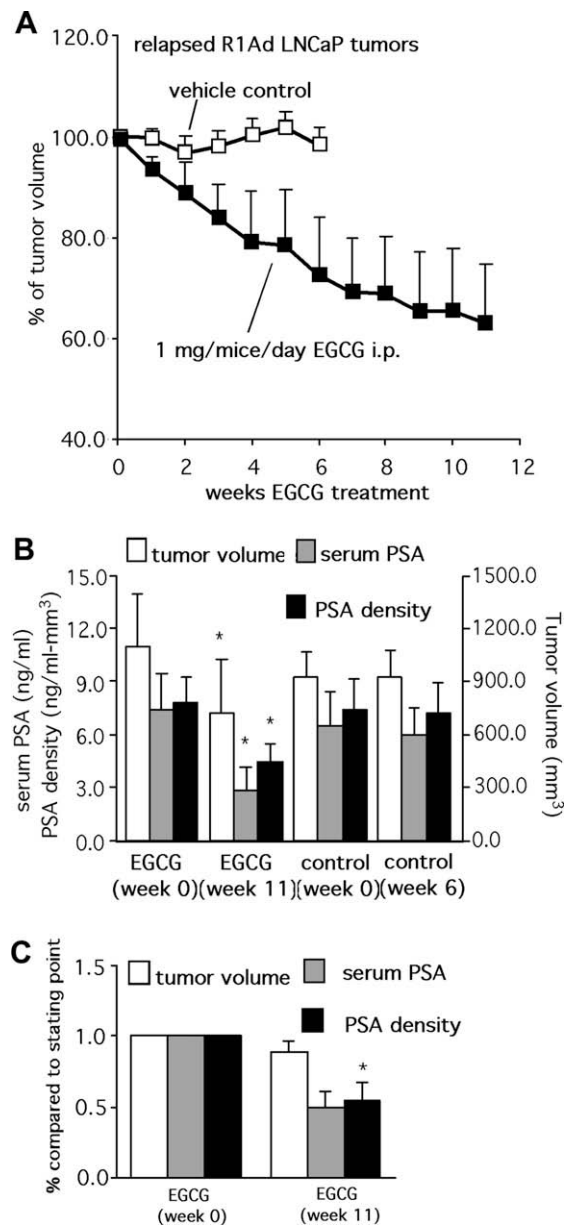 A
120.0
relapsed R1Ad LNCaP tumors
vehicle control
100.0
80.0
60.0
40.0
% of tumor volume
1 mg/mice/day EGCG i.p.
0 2 4 6 8 10 12
weeks EGCG treatment
B
tumor volume serum PSA
PSA density
15.0 1500.0
12.0 1200.0
9.0 900.0
6.0 600.0
3.0 300.0
0.0 0.0
serum PSA (ng/ml)
PSA density (ng/ml-mm³)
Tumor volume (mm³)
*
* *
EGCG EGCG control control
(week 0) (week 11) (week 0) (week 6)
C
1.5
tumor volume serum PSA
PSA density
1.0
0.5
0.0
% compared to stating point
*
EGCG EGCG
(week 0) (week 11)